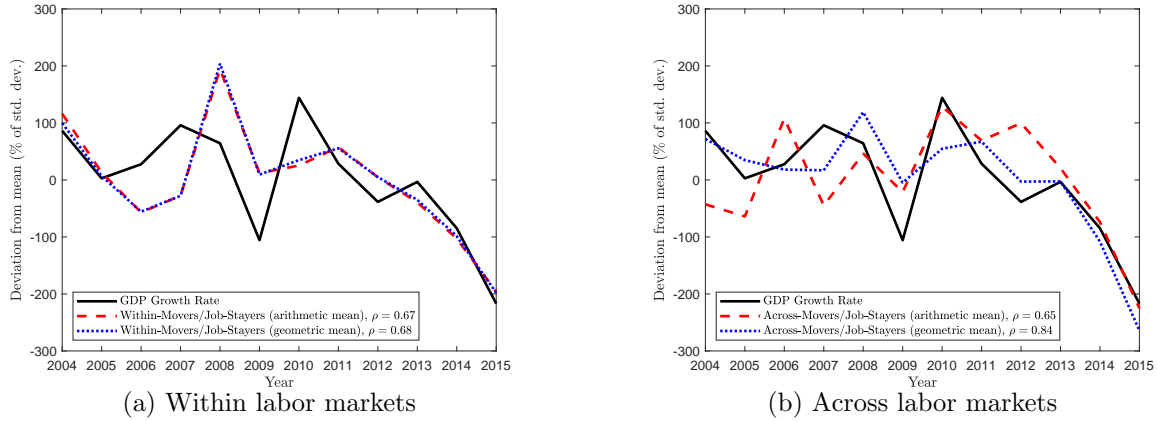 300
200
100
0
-100
-200
-300
Deviation from mean (% of std. dev.)
GDP Growth Rate
Within-Movers/Job-Stayers (arithmetic mean), ρ = 0.67
Within-Movers/Job-Stayers (geometric mean), ρ = 0.68
2004 2005 2006 2007 2008 2009 2010 2011 2012 2013 2014 2015
Year
(a) Within labor markets
300
200
100
0
-100
-200
-300
Deviation from mean (% of std. dev.)
GDP Growth Rate
Across-Movers/Job-Stayers (arithmetic mean), ρ = 0.65
Across-Movers/Job-Stayers (geometric mean), ρ = 0.84
2004 2005 2006 2007 2008 2009 2010 2011 2012 2013 2014 2015
Year
(b) Across labor markets